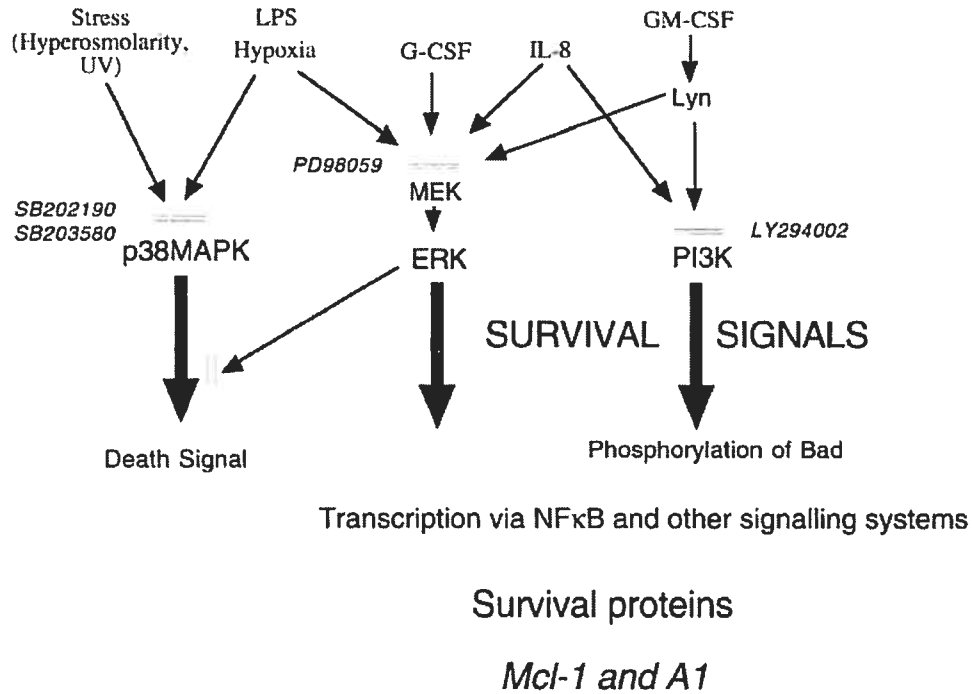 Stress
(Hyperosmolarity,
UV)
LPS
Hypoxia
G-CSF
IL-8
GM-CSF
Lyn
PD98059
MEK
SB202190
SB203580
p38MAPK
ERK
LY294002
PI3K
SURVIVAL SIGNALS
Death Signal
Phosphorylation of Bad
Transcription via NFκB and other signalling systems
Survival proteins
Mcl-1 and A1